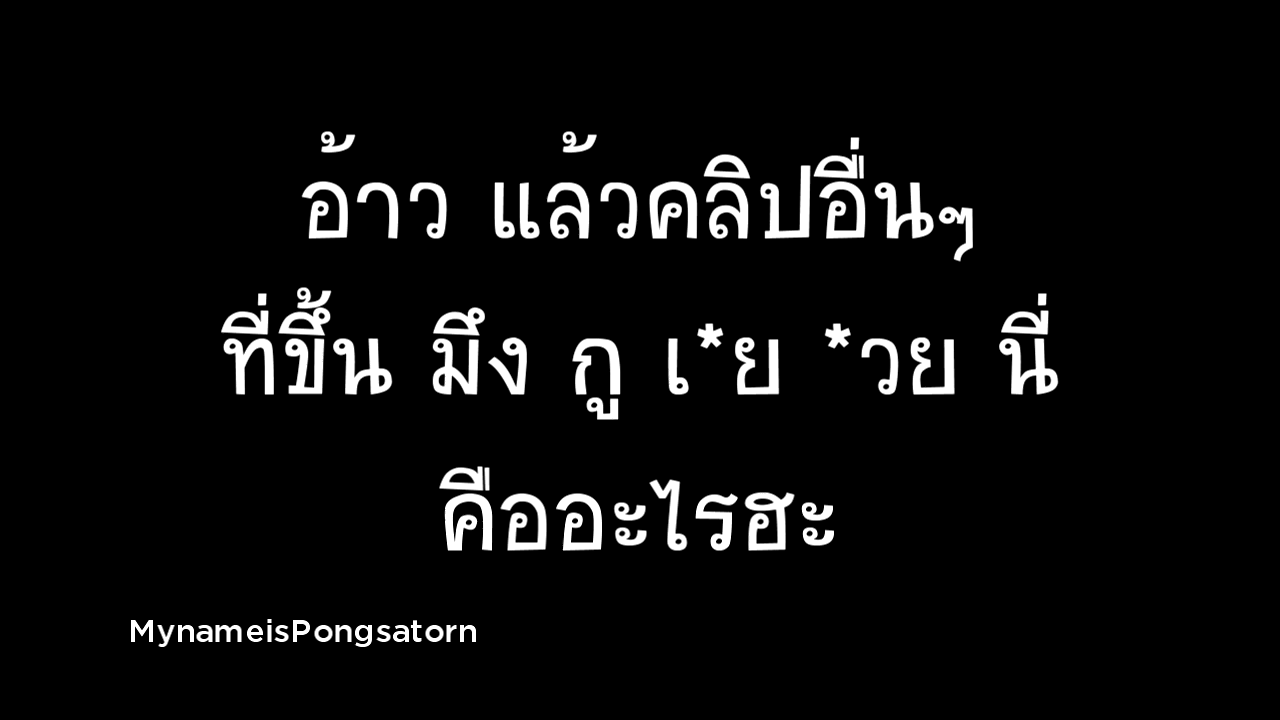 อ้าว แล้วคลิปอื่นๆ
ที่ขึ้น มึง กู เ*ย *วย นี่
คืออะไรฮะ
MynameisPongsatorn